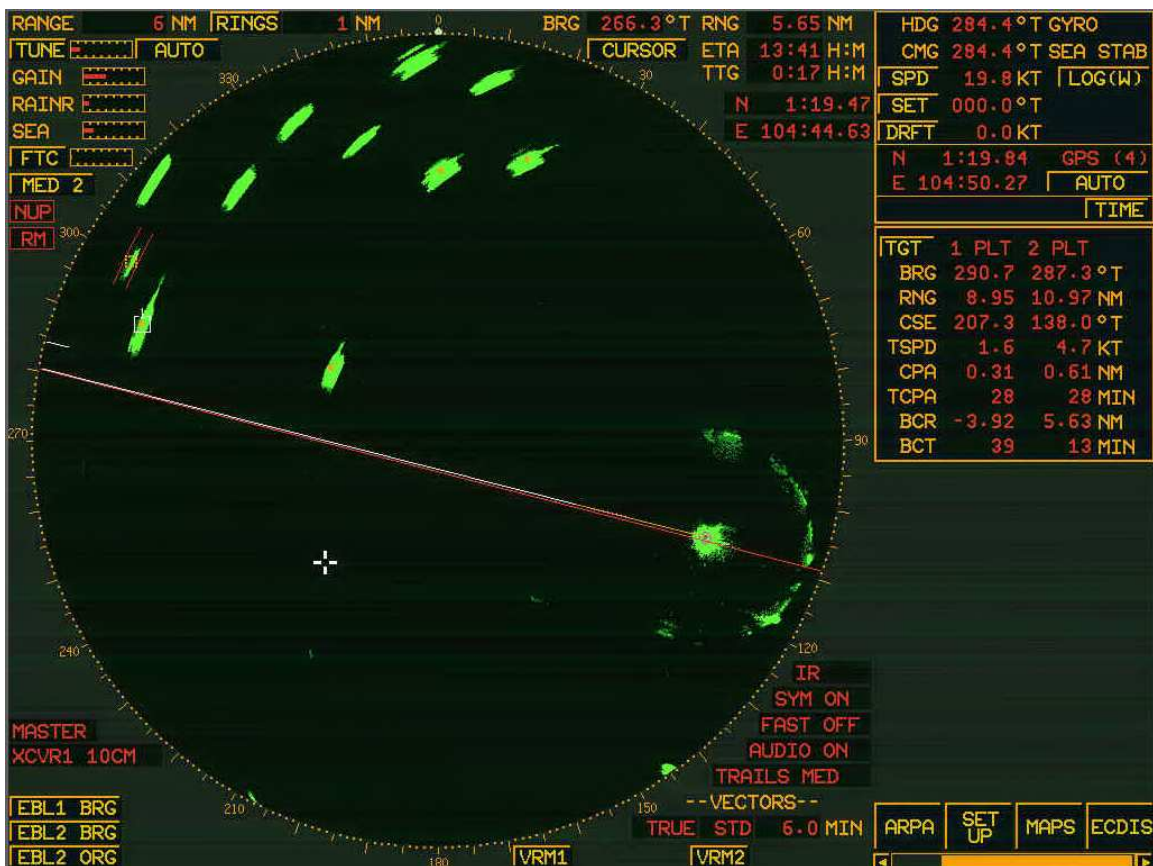 RANGE 6 NM RINGS 1 NM
BRG 266.3°T RNG 5.65 NM
TUNE AUTO
CURSOR ETA 13:41 H:M
TTG 0:17 H:M
GAIN
RAINR
SEA
FTC
MED 2
NUP
RM
N 1:19.47
E 104:44.63
0
30
60
90
120
150
180
210
240
270
300
330
HDG 284.4°T GYRO
CMG 284.4°T SEA STAB
SPD 19.8 KT LOG(W)
SET 000.0°T
DRFT 0.0 KT
N 1:19.84 GPS (4)
E 104:50.27 AUTO
TIME
TGT 1 PLT 2 PLT
BRG 290.7 287.3 °T
RNG 8.95 10.97 NM
CSE 207.3 138.0 °T
TSPD 1.6 4.7 KT
CPA 0.31 0.61 NM
TCPA 28 28 MIN
BCR -3.92 5.63 NM
BCT 39 13 MIN
MASTER
XCVR1 10CM
EBL1 BRG
EBL2 BRG
EBL2 ORG
IR
SYM ON
FAST OFF
AUDIO ON
TRAILS MED
--VECTORS--
TRUE STD 6.0 MIN
VRM1 VRM2
ARPA SET UP MAPS ECDIS